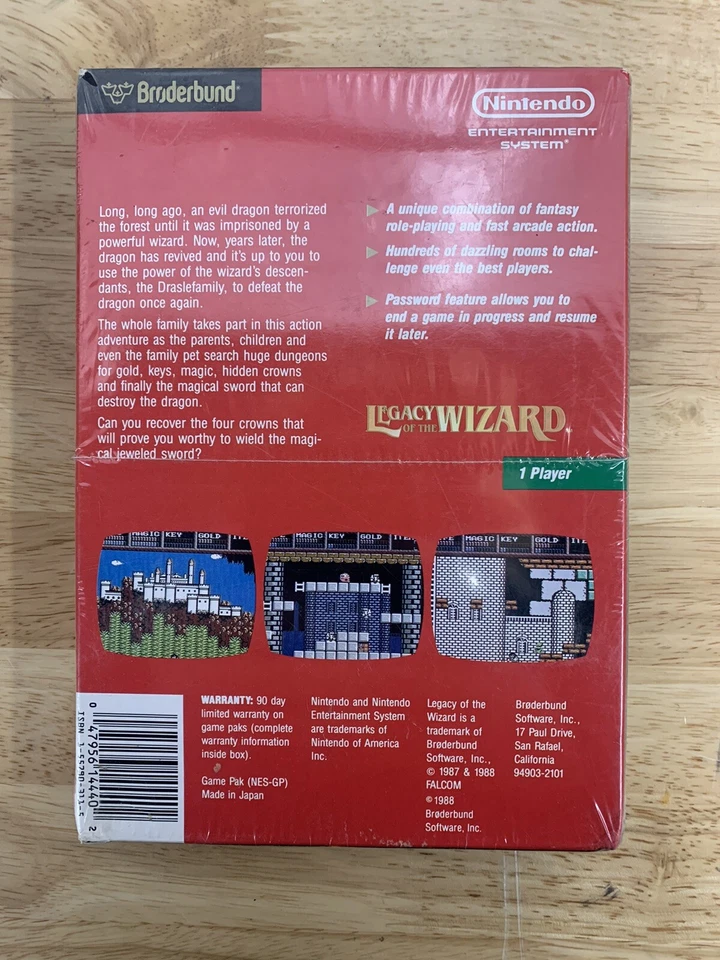 Brøderbund®
Nintendo
ENTERTAINMENT
SYSTEM®
Long, long ago, an evil dragon terrorized
the forest until it was imprisoned by a
powerful wizard. Now, years later, the
dragon has revived and it's up to you to
use the power of the wizard's descen-
dants, the Draslefamily, to defeat the
dragon once again.
The whole family takes part in this action
adventure as the parents, children and
even the family pet search huge dungeons
for gold, keys, magic, hidden crowns
and finally the magical sword that can
destroy the dragon.
Can you recover the four crowns that
will prove you worthy to wield the magi-
cal jeweled sword?
A unique combination of fantasy
role-playing and fast arcade action.
Hundreds of dazzling rooms to chal-
lenge even the best players.
Password feature allows you to
end a game in progress and resume
it later.
LEGACY OF THE WIZARD
1 Player
MAGIC KEY GOLD
MAGIC KEY GOLD
MAGIC KEY GOLD
WARRANTY: 90 day
limited warranty on
game paks (complete
warranty information
inside box).
Game Pak (NES-GP)
Made in Japan
Nintendo and Nintendo
Entertainment System
are trademarks of
Nintendo of America
Inc.
Legacy of the
Wizard is a
trademark of
Brøderbund
Software, Inc.,
© 1987 & 1988
FALCOM
© 1988
Brøderbund
Software, Inc.
Brøderbund
Software, Inc.,
17 Paul Drive,
San Rafael,
California
94903-2101
0 47956 14440 2
ISBN